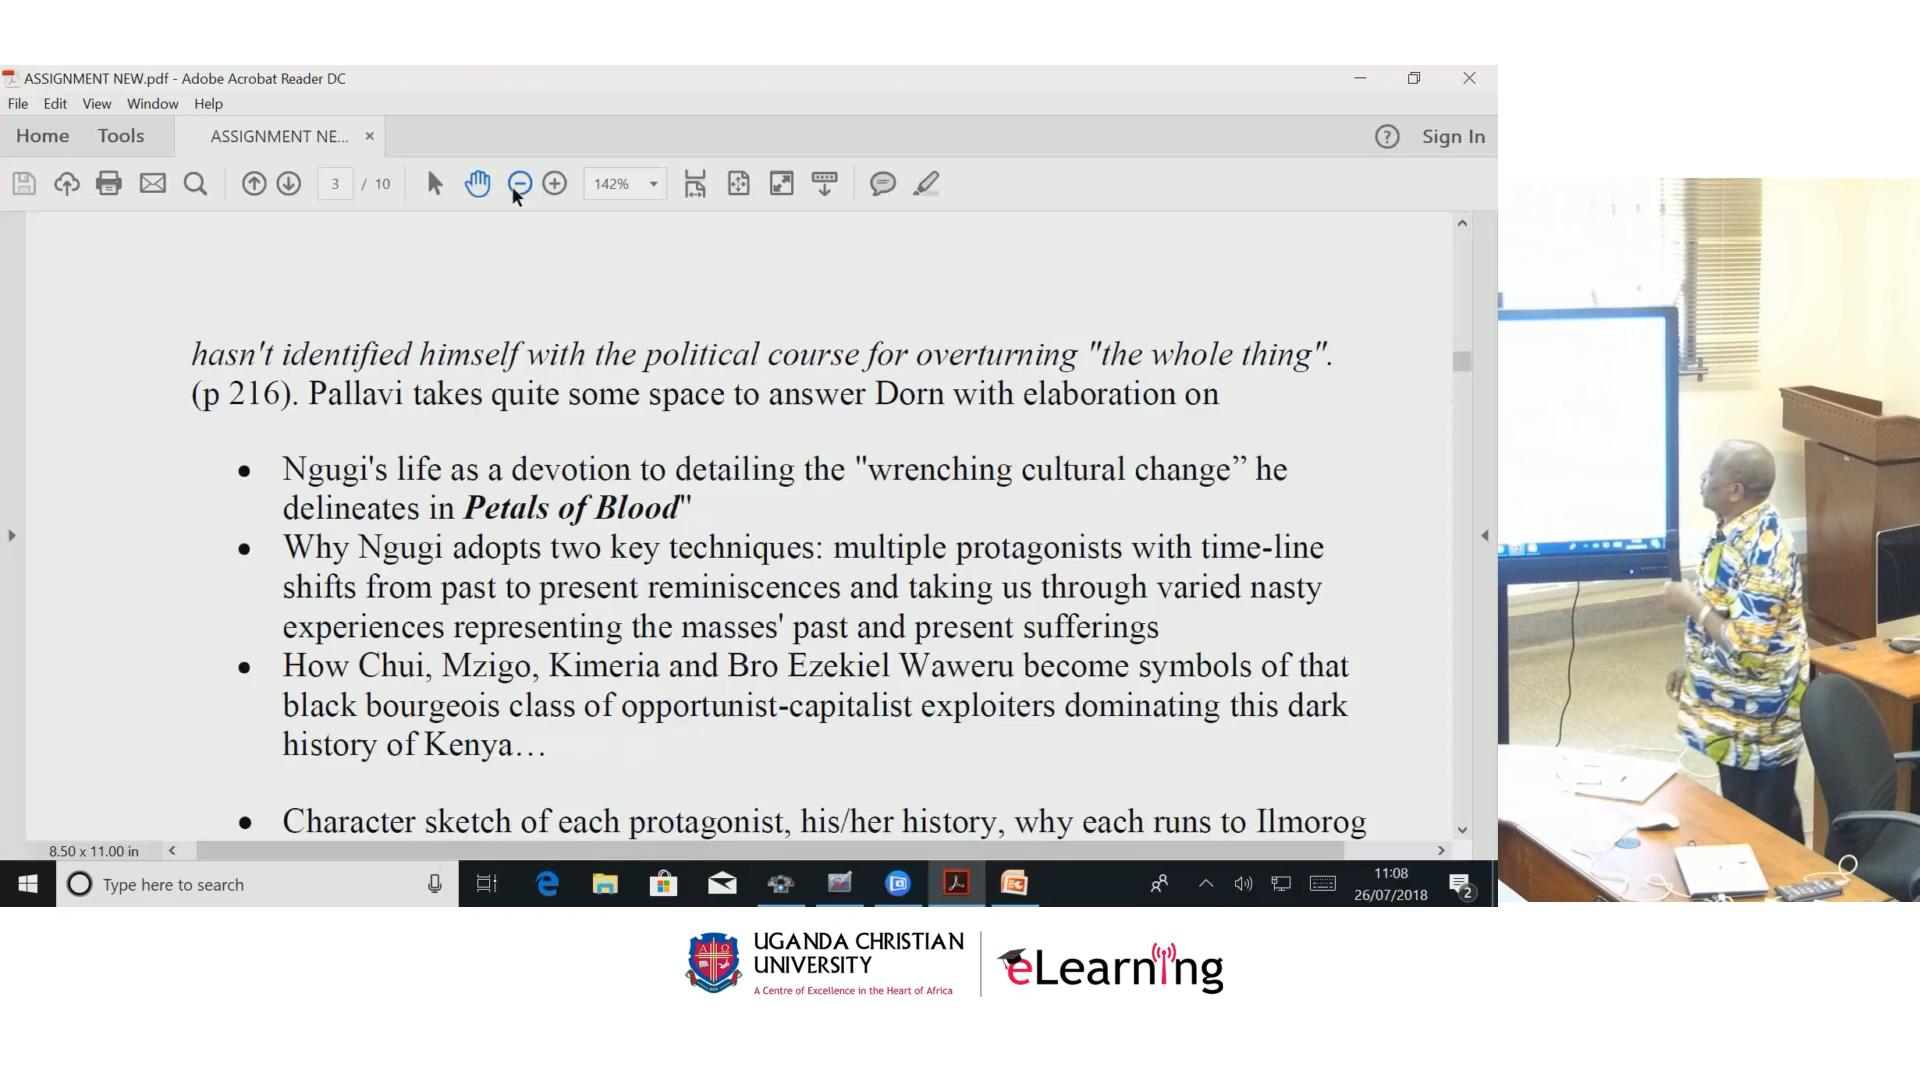 ASSIGNMENT NEW.pdf - Adobe Acrobat Reader DC
File Edit View Window Help
Home Tools ASSIGNMENT NE... × ? Sign In
3 / 10 142%
hasn't identified himself with the political course for overturning "the whole thing".
(p 216). Pallavi takes quite some space to answer Dorn with elaboration on
• Ngugi's life as a devotion to detailing the "wrenching cultural change” he
delineates in Petals of Blood"
• Why Ngugi adopts two key techniques: multiple protagonists with time-line
shifts from past to present reminiscences and taking us through varied nasty
experiences representing the masses' past and present sufferings
• How Chui, Mzigo, Kimeria and Bro Ezekiel Waweru become symbols of that
black bourgeois class of opportunist-capitalist exploiters dominating this dark
history of Kenya…
• Character sketch of each protagonist, his/her history, why each runs to Ilmorog
8.50 x 11.00 in
Type here to search
11:08
26/07/2018
2
UGANDA CHRISTIAN
UNIVERSITY
A Centre of Excellence in the Heart of Africa
eLearning